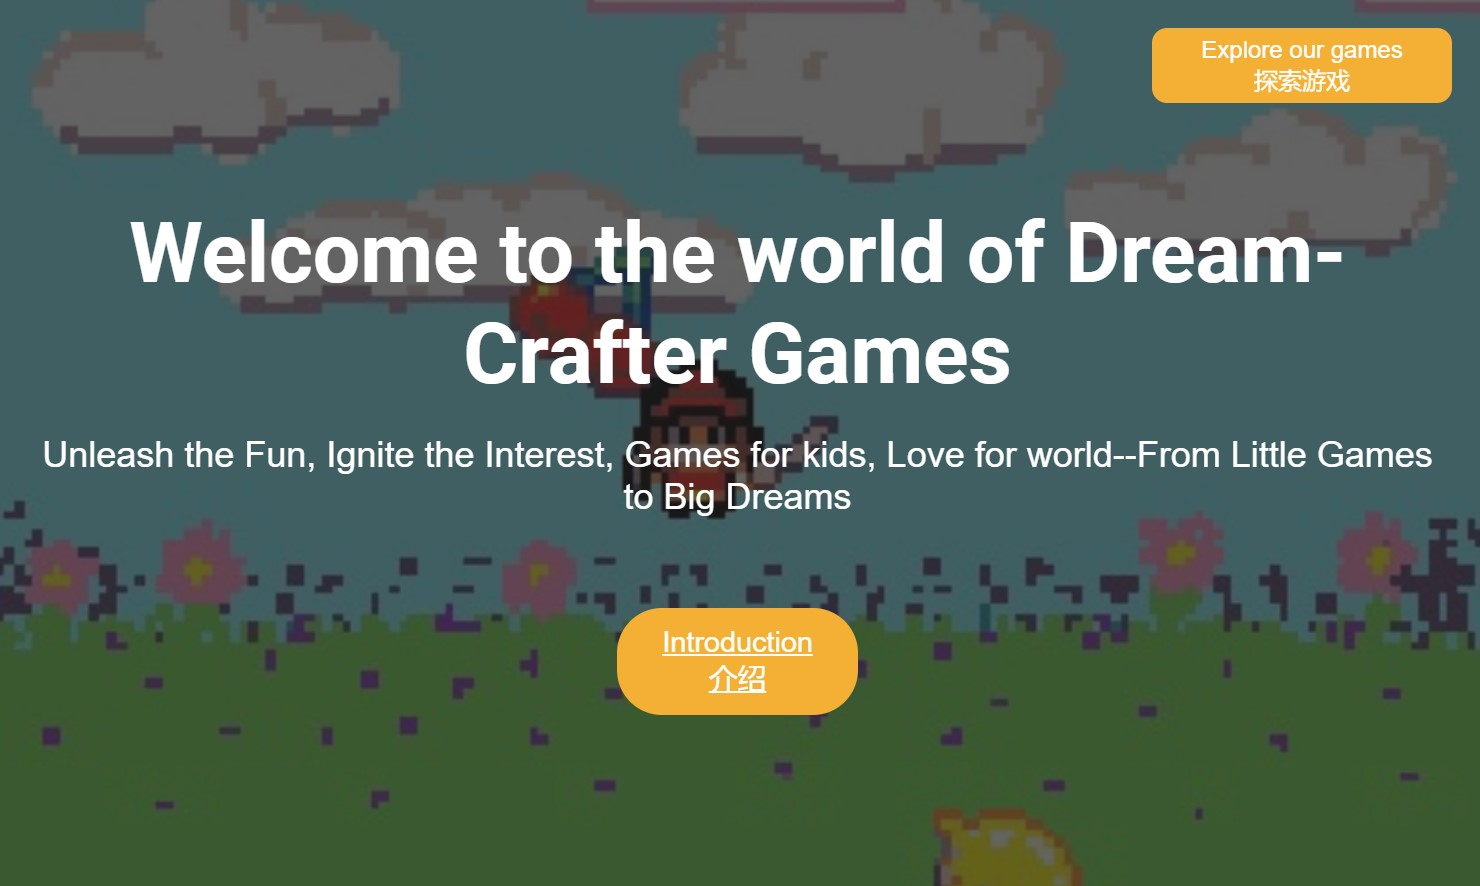 Explore our games
探索游戏
Welcome to the world of Dream-
Crafter Games
Unleash the Fun, Ignite the Interest, Games for kids, Love for world--From Little Games
to Big Dreams
Introduction
介绍